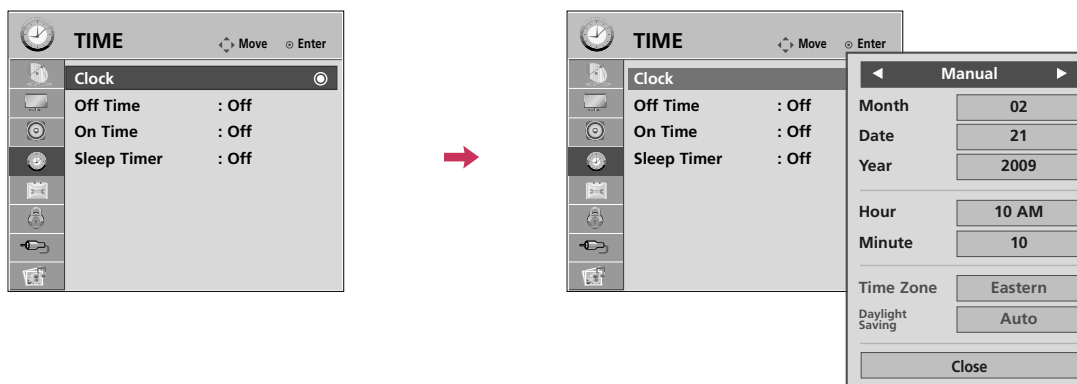 TIME Move Enter
Clock
Off Time : Off
On Time : Off
Sleep Timer : Off
TIME Move Enter
Clock
Off Time : Off
On Time : Off
Sleep Timer : Off
Manual
Month 02
Date 21
Year 2009
Hour 10 AM
Minute 10
Time Zone Eastern
Daylight
Saving Auto
Close